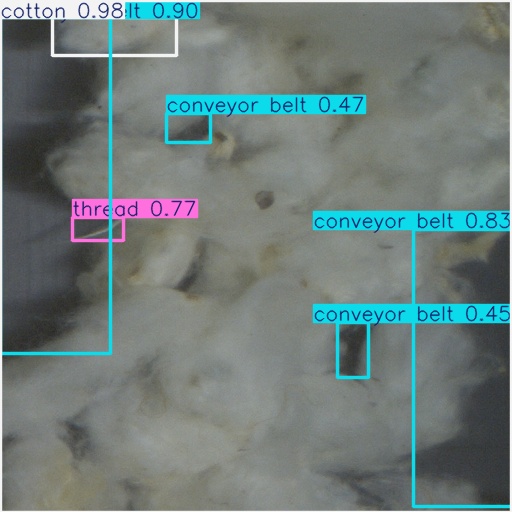 cotton 0.98 lt 0.90
conveyor belt 0.47
thread 0.77
conveyor belt 0.83
conveyor belt 0.45